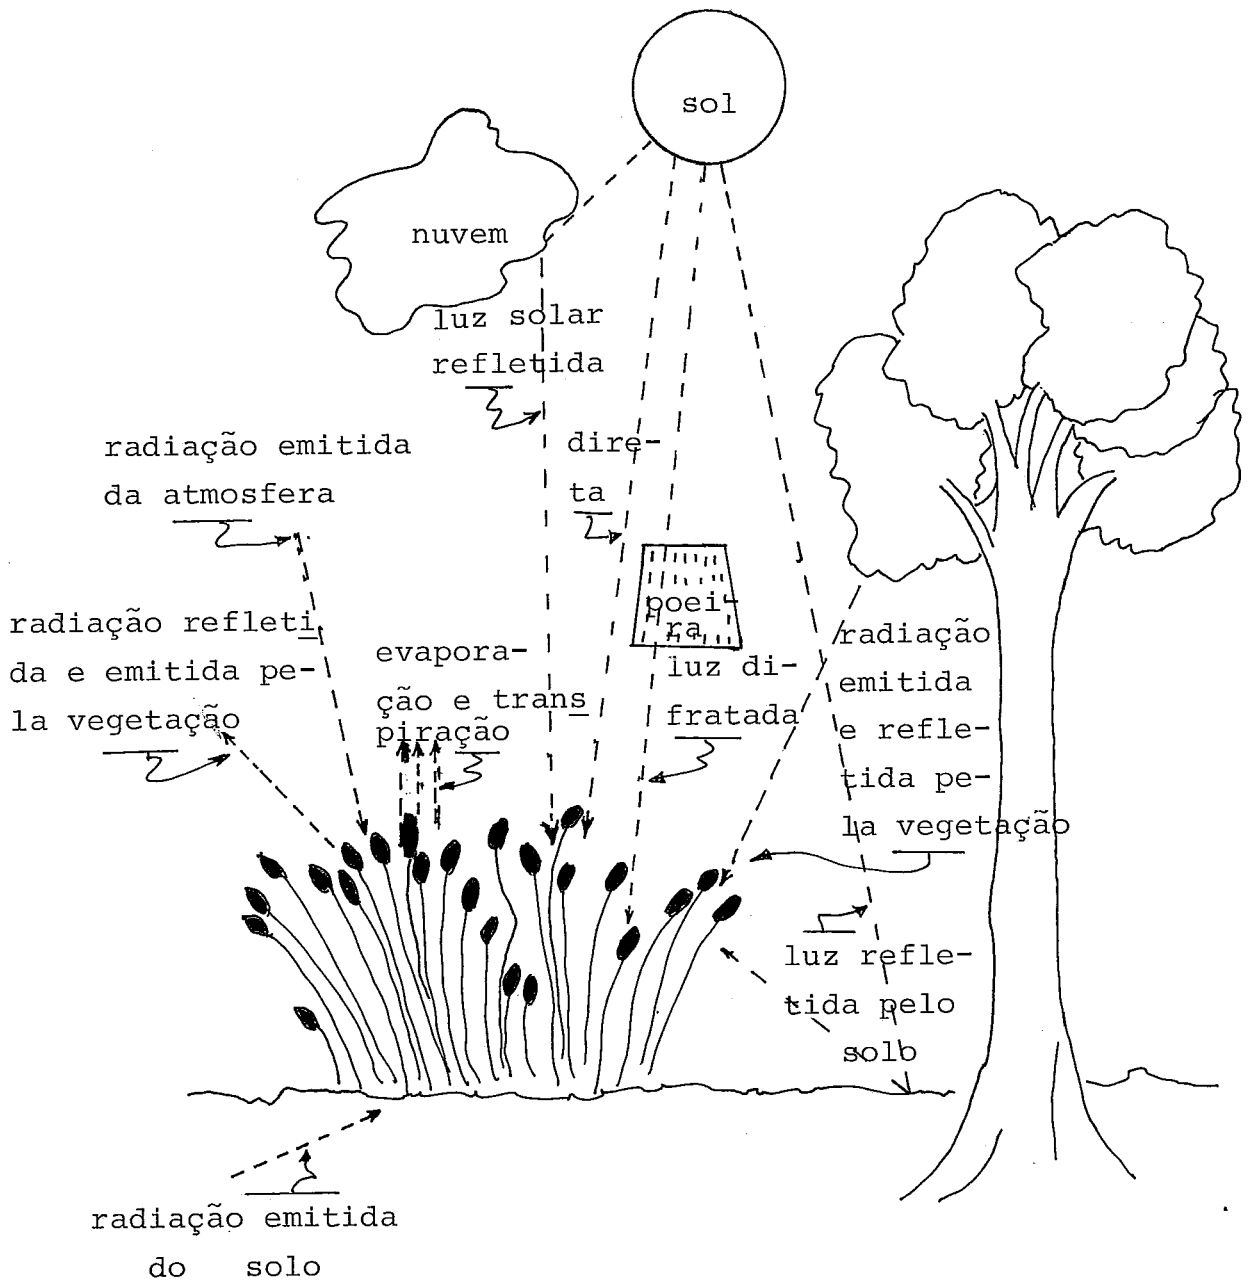 sol
nuvem
luz solar
refletida
radiação emitida
da atmosfera
dire-
ta
radiação refleti
da e emitida pe-
la vegetação
evapora-
ção e trans
piração
poei-
ra
luz di-
fratada
radiação
emitida
e refle-
tida pe-
la vegetação
luz refle-
tida pelo
solo
radiação emitida
do solo